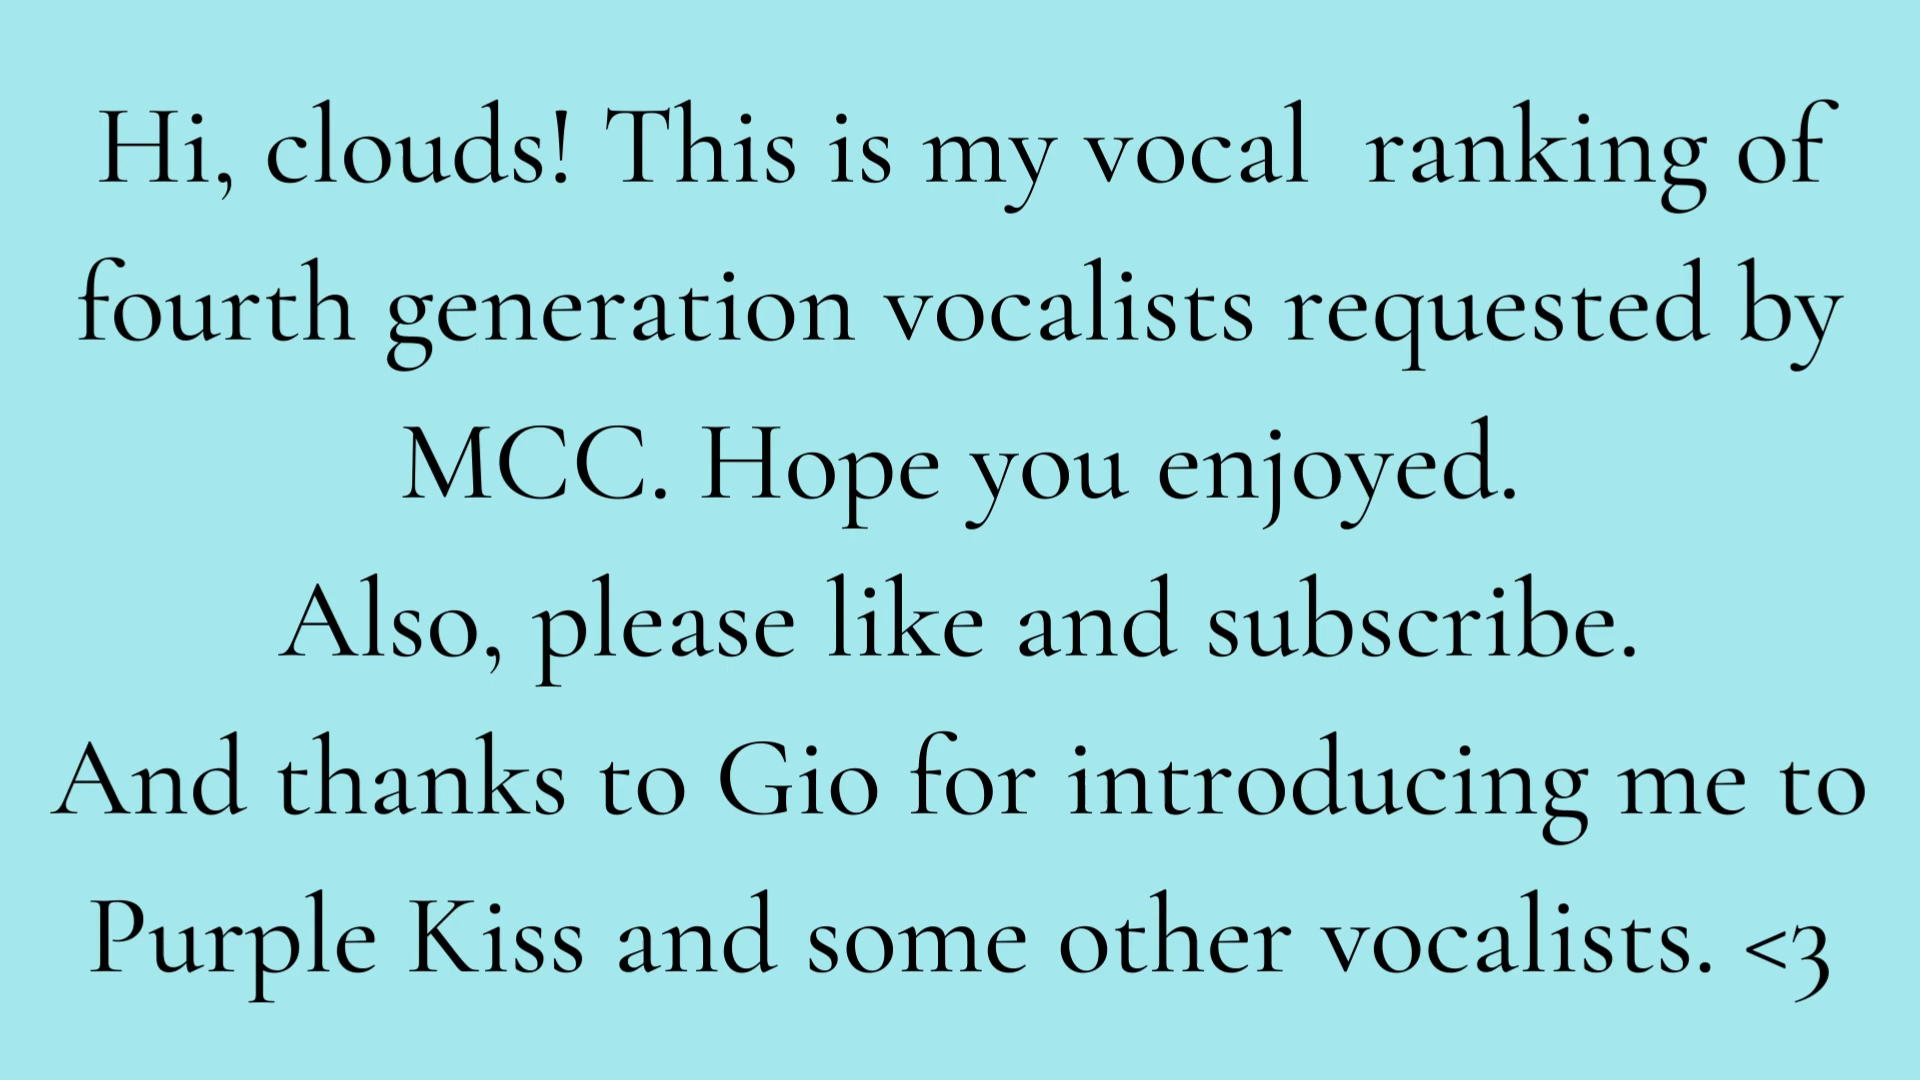 Hi, clouds! This is my vocal  ranking of
fourth generation vocalists requested by
MCC. Hope you enjoyed.
Also, please like and subscribe.
And thanks to Gio for introducing me to
Purple Kiss and some other vocalists. <3